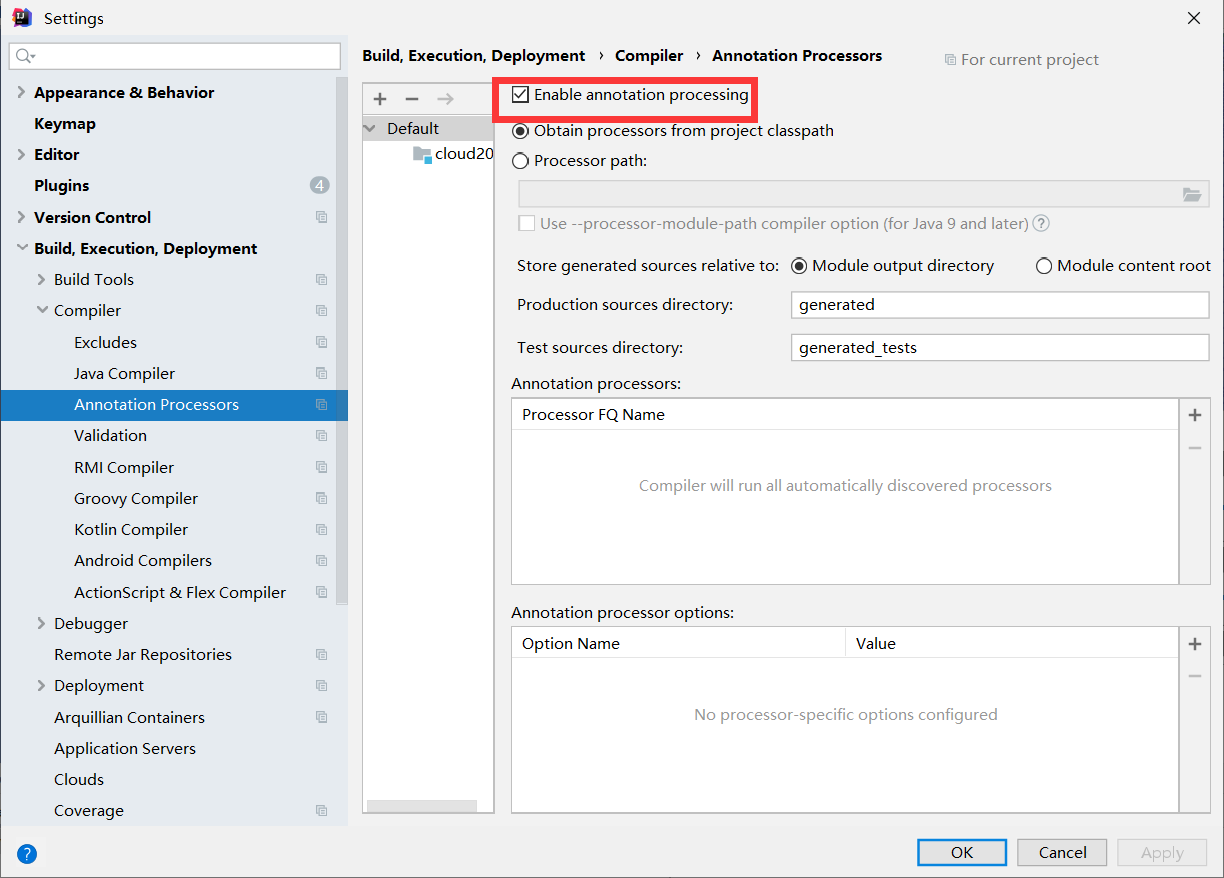 Settings
Appearance & Behavior
Keymap
Editor
Plugins
4
Version Control
Build, Execution, Deployment
Build Tools
Compiler
Excludes
Java Compiler
Annotation Processors
Validation
RMI Compiler
Groovy Compiler
Kotlin Compiler
Android Compilers
ActionScript & Flex Compiler
Debugger
Remote Jar Repositories
Deployment
Arquillian Containers
Application Servers
Clouds
Coverage
Build, Execution, Deployment › Compiler › Annotation Processors
For current project
Default
cloud20
Enable annotation processing
Obtain processors from project classpath
Processor path:
Use --processor-module-path compiler option (for Java 9 and later) ?
Store generated sources relative to: Module output directory Module content root
Production sources directory: generated
Test sources directory: generated_tests
Annotation processors:
Processor FQ Name
Compiler will run all automatically discovered processors
Annotation processor options:
Option Name Value
No processor-specific options configured
?
OK Cancel Apply